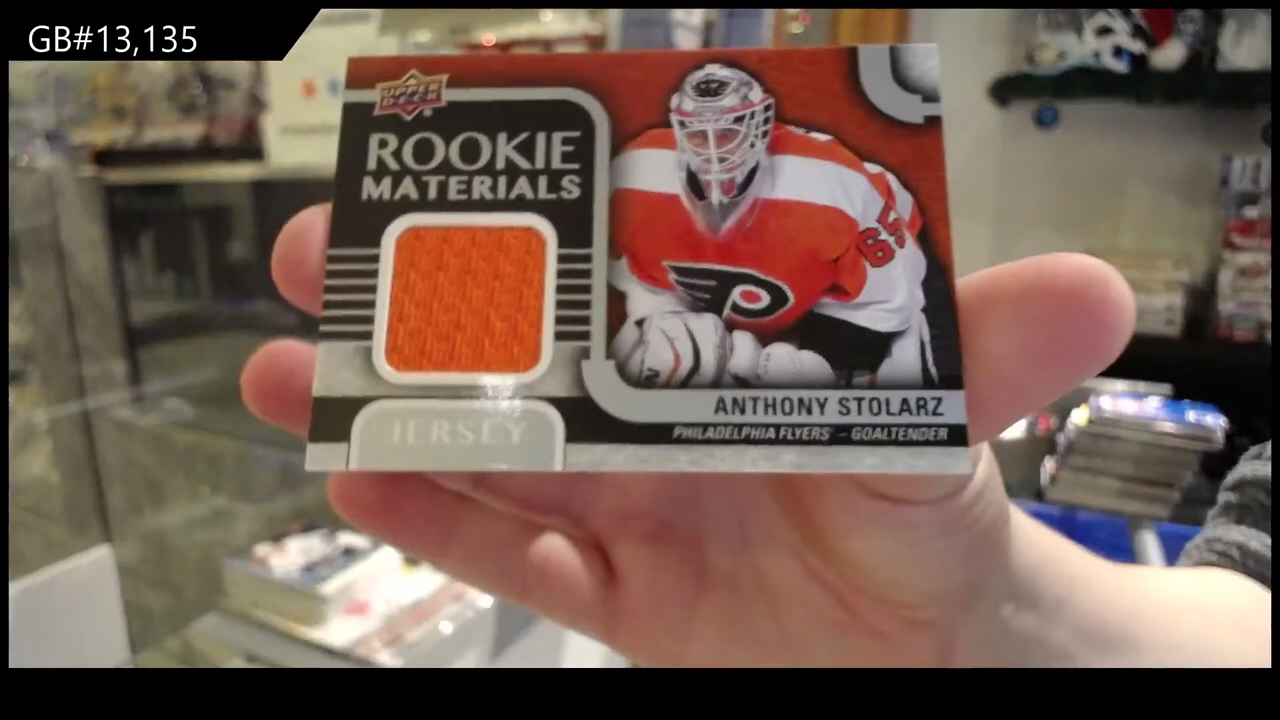 GB#13,135
UPPER
DECK
ROOKIE
MATERIALS
65
ANTHONY STOLARZ
PHILADELPHIA FLYERS® – GOALTENDER
JERSEY